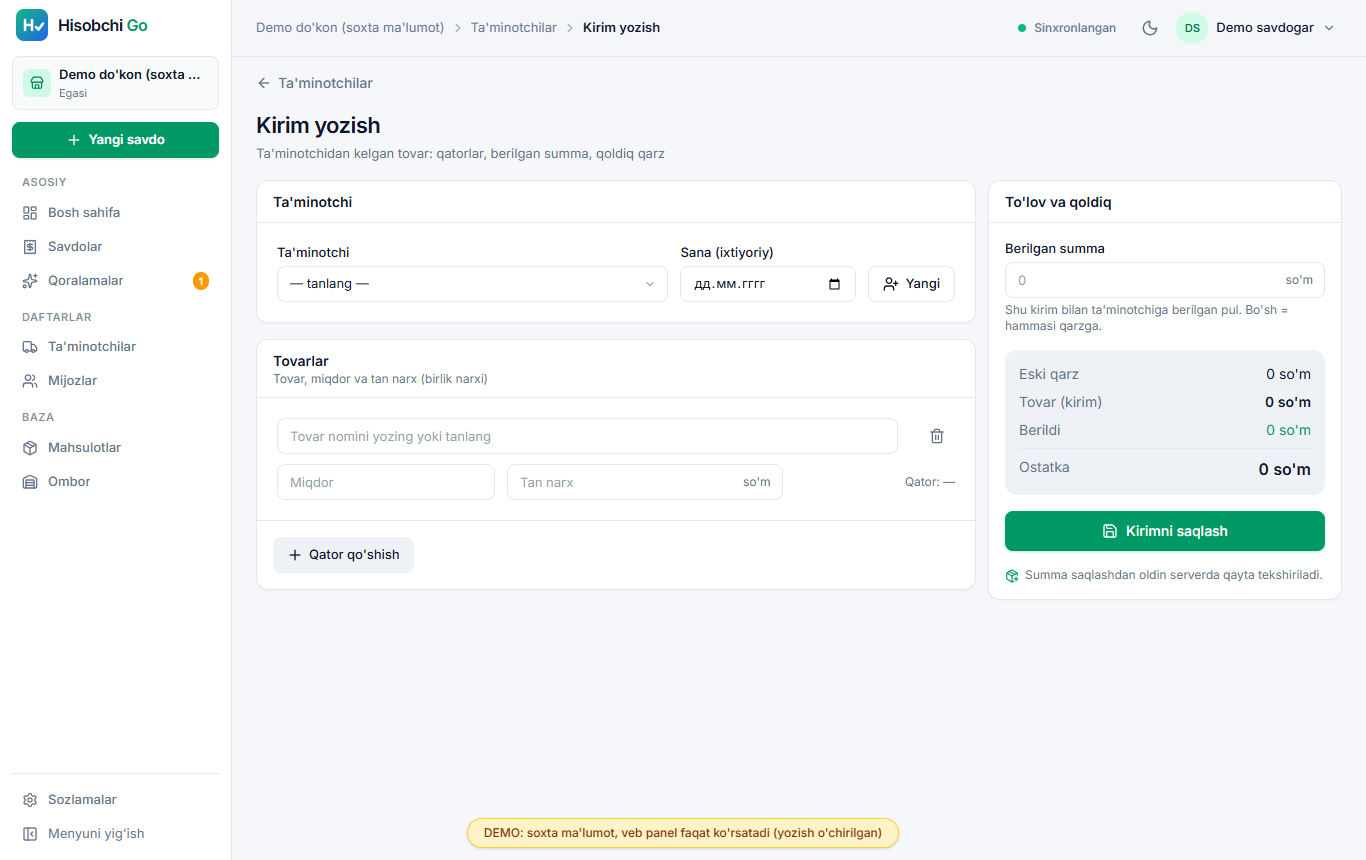 Hisobchi Go
Demo do'kon (soxta ...
Egasi
Yangi savdo
ASOSIY
Bosh sahifa
Savdolar
Qoralamalar
1
DAFTARLAR
Ta'minotchilar
Mijozlar
BAZA
Mahsulotlar
Ombor
Sozlamalar
Menyuni yig'ish
Demo do'kon (soxta ma'lumot) > Ta'minotchilar > Kirim yozish
Sinxronlangan
DS
Demo savdogar
Ta'minotchilar
Kirim yozish
Ta'minotchidan kelgan tovar: qatorlar, berilgan summa, qoldiq qarz
Ta'minotchi
Ta'minotchi
Sana (ixtiyoriy)
— tanlang —
дд.мм.гггг
Yangi
Tovarlar
Tovar, miqdor va tan narx (birlik narxi)
Tovar nomini yozing yoki tanlang
Miqdor
Tan narx so'm
Qator: —
Qator qo'shish
To'lov va qoldiq
Berilgan summa
0 so'm
Shu kirim bilan ta'minotchiga berilgan pul. Bo'sh =
hammasi qarzga.
Eski qarz 0 so'm
Tovar (kirim) 0 so'm
Berildi 0 so'm
Ostatka 0 so'm
Kirimni saqlash
Summa saqlashdan oldin serverda qayta tekshiriladi.
DEMO: soxta ma'lumot, veb panel faqat ko'rsatadi (yozish o'chirilgan)